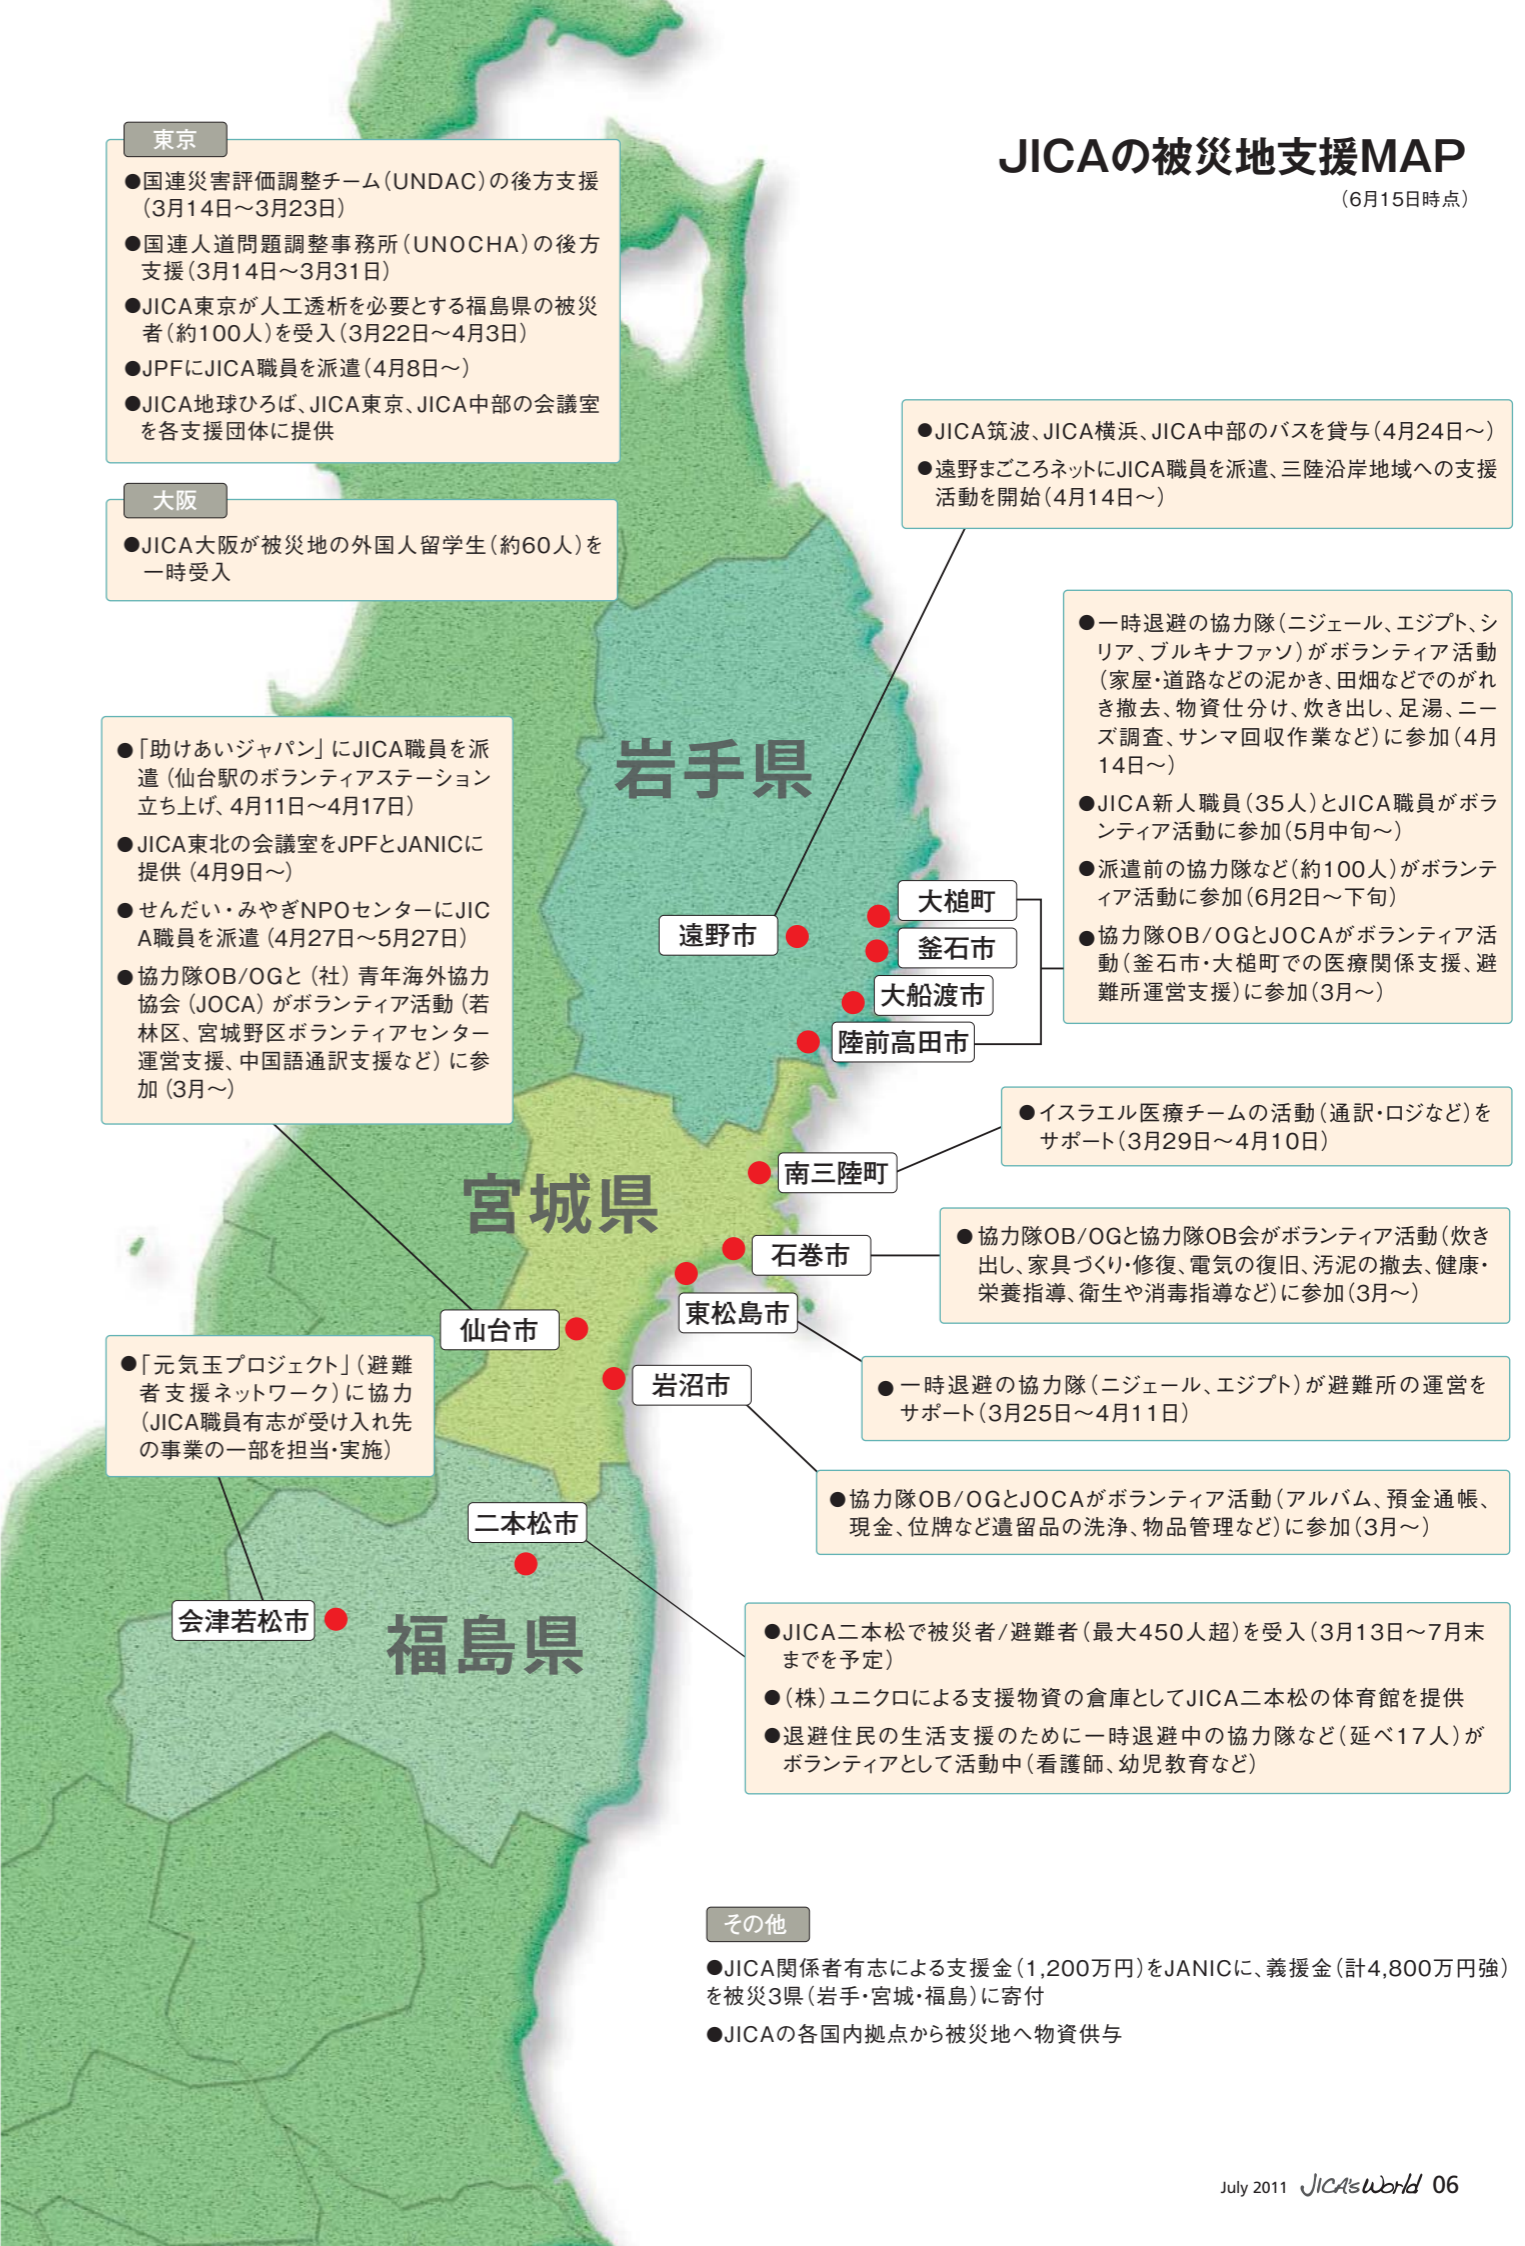 JICAの被災地支援MAP
（6月15日時点）
東京
●国連災害評価調整チーム（UNDAC）の後方支援
（3月14日～3月23日）
●国連人道問題調整事務所（UNOCHA）の後方
支援（3月14日～3月31日）
●JICA東京が人工透析を必要とする福島県の被災
者（約100人）を受入（3月22日～4月3日）
●JPFにJICA職員を派遣（4月8日～）
●JICA地球ひろば、JICA東京、JICA中部の会議室
を各支援団体に提供
大阪
●JICA大阪が被災地の外国人留学生（約60人）を
一時受入
●JICA筑波、JICA横浜、JICA中部のバスを貸与（4月24日～）
●遠野まごころネットにJICA職員を派遣、三陸沿岸地域への支援
活動を開始（4月14日～）
●一時退避の協力隊（ニジェール、エジプト、シ
リア、ブルキナファソ）がボランティア活動
（家屋・道路などの泥かき、田畑などでのがれ
き撤去、物資仕分け、炊き出し、足湯、ニー
ズ調査、サンマ回収作業など）に参加（4月
14日～）
●JICA新人職員（35人）とJICA職員がボラ
ンティア活動に参加（5月中旬～）
●派遣前の協力隊など（約100人）がボランテ
ィア活動に参加（6月2日～下旬）
●協力隊OB/OGとJOCAがボランティア活
動（釜石市・大槌町での医療関係支援、避
難所運営支援）に参加（3月～）
●「助けあいジャパン」にJICA職員を派
遣（仙台駅のボランティアステーション
立ち上げ、4月11日～4月17日）
●JICA東北の会議室をJPFとJANICに
提供（4月9日～）
●せんだい・みやぎNPOセンターにJIC
A職員を派遣（4月27日～5月27日）
●協力隊OB/OGと（社）青年海外協力
協会（JOCA）がボランティア活動（若
林区、宮城野区ボランティアセンター
運営支援、中国語通訳支援など）に参
加（3月～）
岩手県
大槌町
遠野市
釜石市
大船渡市
陸前高田市
●イスラエル医療チームの活動（通訳・ロジなど）を
サポート（3月29日～4月10日）
南三陸町
宮城県
●協力隊OB/OGと協力隊OB会がボランティア活動（炊き
出し、家具づくり・修復、電気の復旧、汚泥の撤去、健康・
栄養指導、衛生や消毒指導など）に参加（3月～）
石巻市
東松島市
仙台市
●一時退避の協力隊（ニジェール、エジプト）が避難所の運営を
サポート（3月25日～4月11日）
岩沼市
●「元気玉プロジェクト」（避難
者支援ネットワーク）に協力
（JICA職員有志が受け入れ先
の事業の一部を担当・実施）
●協力隊OB/OGとJOCAがボランティア活動（アルバム、預金通帳、
現金、位牌など遺留品の洗浄、物品管理など）に参加（3月～）
二本松市
会津若松市
福島県
●JICA二本松で被災者/避難者（最大450人超）を受入（3月13日～7月末
までを予定）
●（株）ユニクロによる支援物資の倉庫としてJICA二本松の体育館を提供
●退避住民の生活支援のために一時退避中の協力隊など（延べ17人）が
ボランティアとして活動中（看護師、幼児教育など）
その他
●JICA関係者有志による支援金（1,200万円）をJANICに、義援金（計4,800万円強）
を被災3県（岩手・宮城・福島）に寄付
●JICAの各国内拠点から被災地へ物資供与
July 2011 JICA's World 06